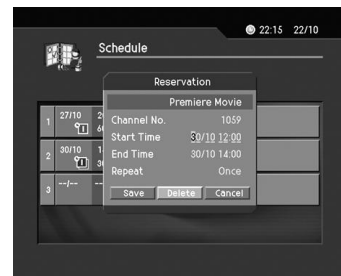 22:15 22/10
Schedule
Reservation
Premiere Movie
Channel No. 1059
Start Time 30/10 12:00
End Time 30/10 14:00
Repeat Once
Save Delete Cancel
1 27/10
2 30/10
3 --/-- --